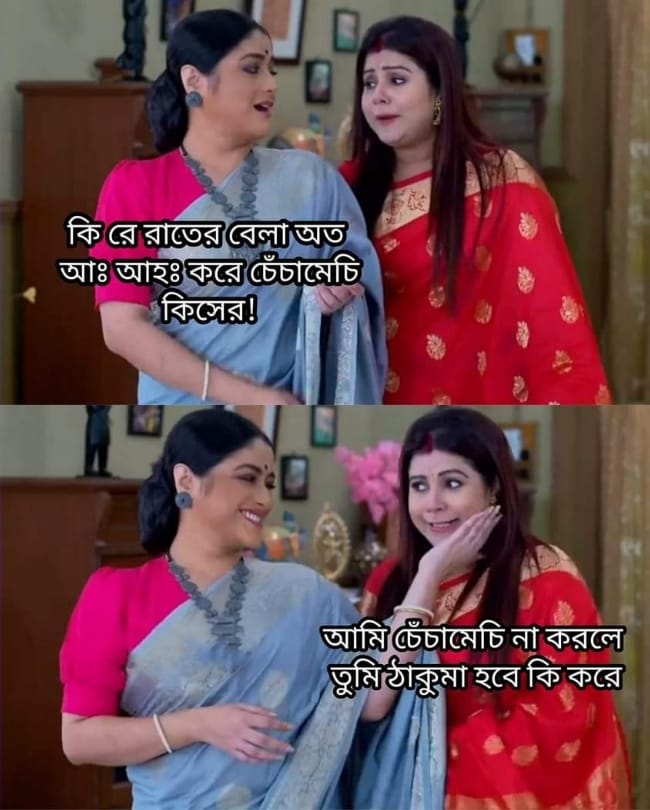 কি রে রাতের বেলা অত
আঃ আহঃ করে চেঁচামেচি
কিসের!
আমি চেঁচামেচি না করলে
তুমি ঠাকুমা হবে কি করে